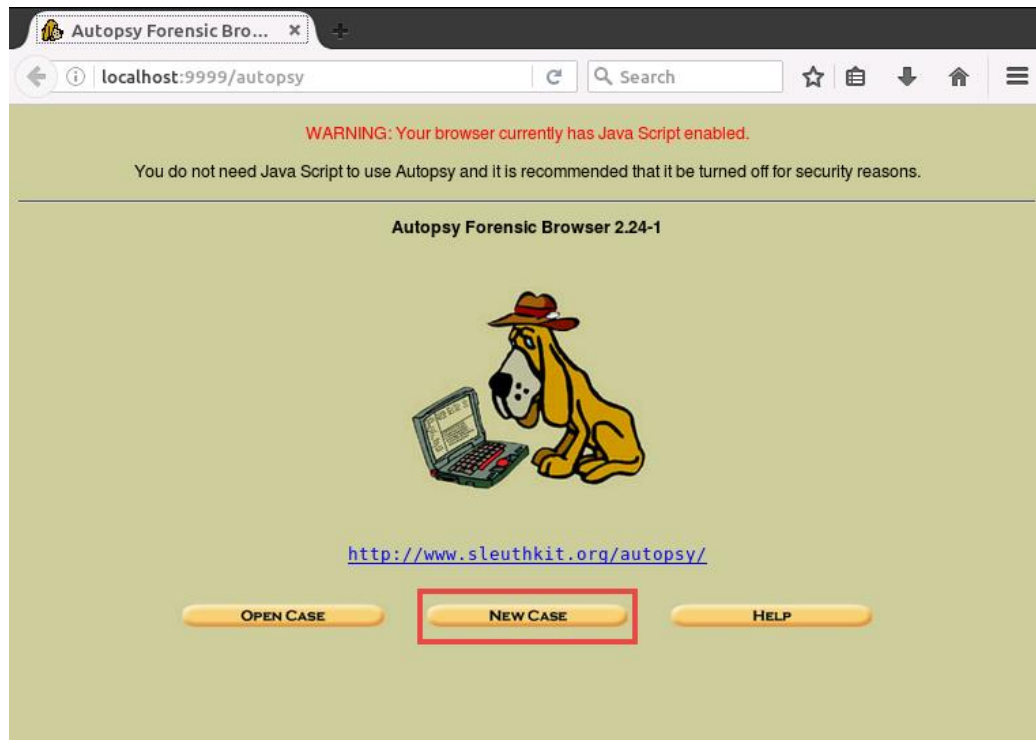 Autopsy Forensic Bro...
localhost:9999/autopsy
Search
WARNING: Your browser currently has Java Script enabled.
You do not need Java Script to use Autopsy and it is recommended that it be turned off for security reasons.
Autopsy Forensic Browser 2.24-1
http://www.sleuthkit.org/autopsy/
OPEN CASE
NEW CASE
HELP